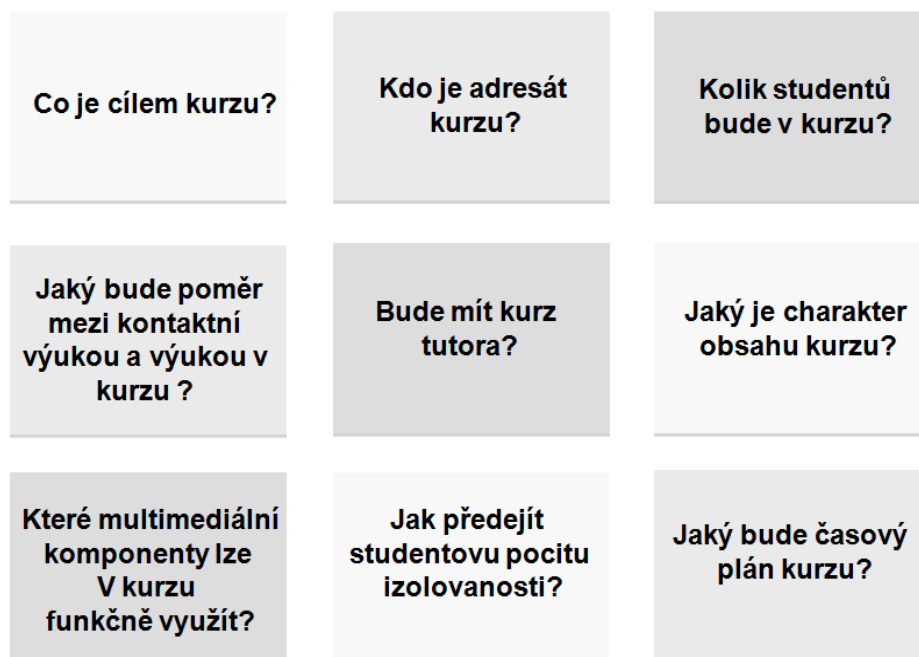 Co je cílem kurzu?
Kdo je adresát
kurzu?
Kolik studentů
bude v kurzu?
Jaký bude poměr
mezi kontaktní
výukou a výukou v
kurzu ?
Bude mít kurz
tutora?
Jaký je charakter
obsahu kurzu?
Které multimediální
komponenty lze
V kurzu
funkčně využít?
Jak předejít
studentovu pocitu
izolovanosti?
Jaký bude časový
plán kurzu?